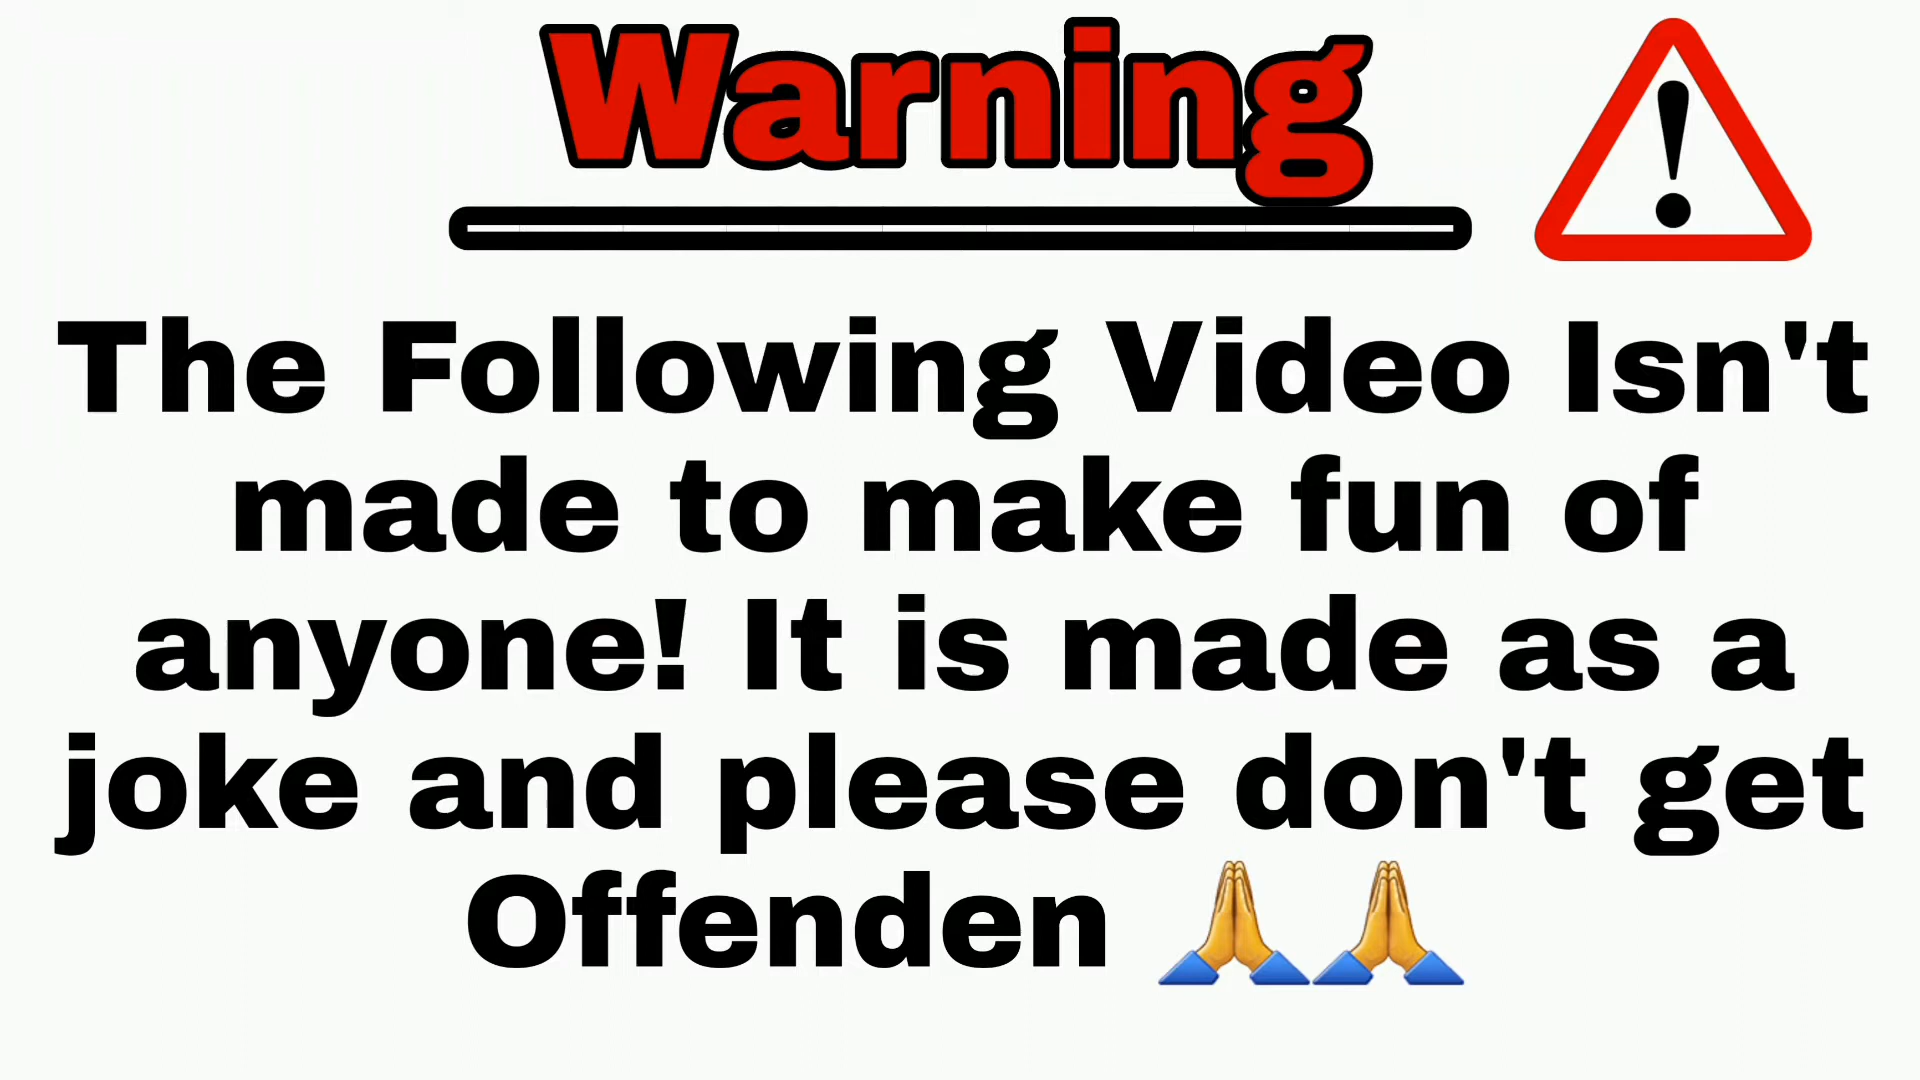 Warning
The Following Video Isn't
made to make fun of
anyone! It is made as a
joke and please don't get
Offenden 🙏🙏